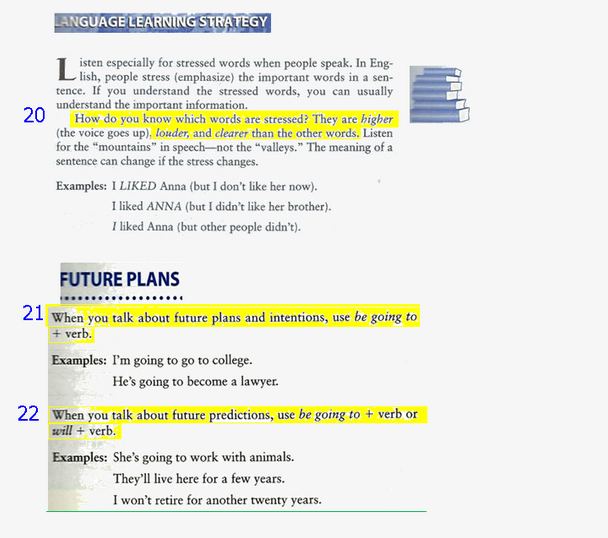 LANGUAGE LEARNING STRATEGY
Listen especially for stressed words when people speak. In Eng-
lish, people stress (emphasize) the important words in a sen-
tence. If you understand the stressed words, you can usually
understand the important information.
20
How do you know which words are stressed? They are higher
(the voice goes up), louder, and clearer than the other words. Listen
for the “mountains” in speech—not the “valleys.” The meaning of a
sentence can change if the stress changes.
Examples: I LIKED Anna (but I don't like her now).
I liked ANNA (but I didn't like her brother).
I liked Anna (but other people didn't).
FUTURE PLANS
21
When you talk about future plans and intentions, use be going to
+ verb.
Examples: I'm going to go to college.
He's going to become a lawyer.
22
When you talk about future predictions, use be going to + verb or
will + verb.
Examples: She's going to work with animals.
They'll live here for a few years.
I won't retire for another twenty years.